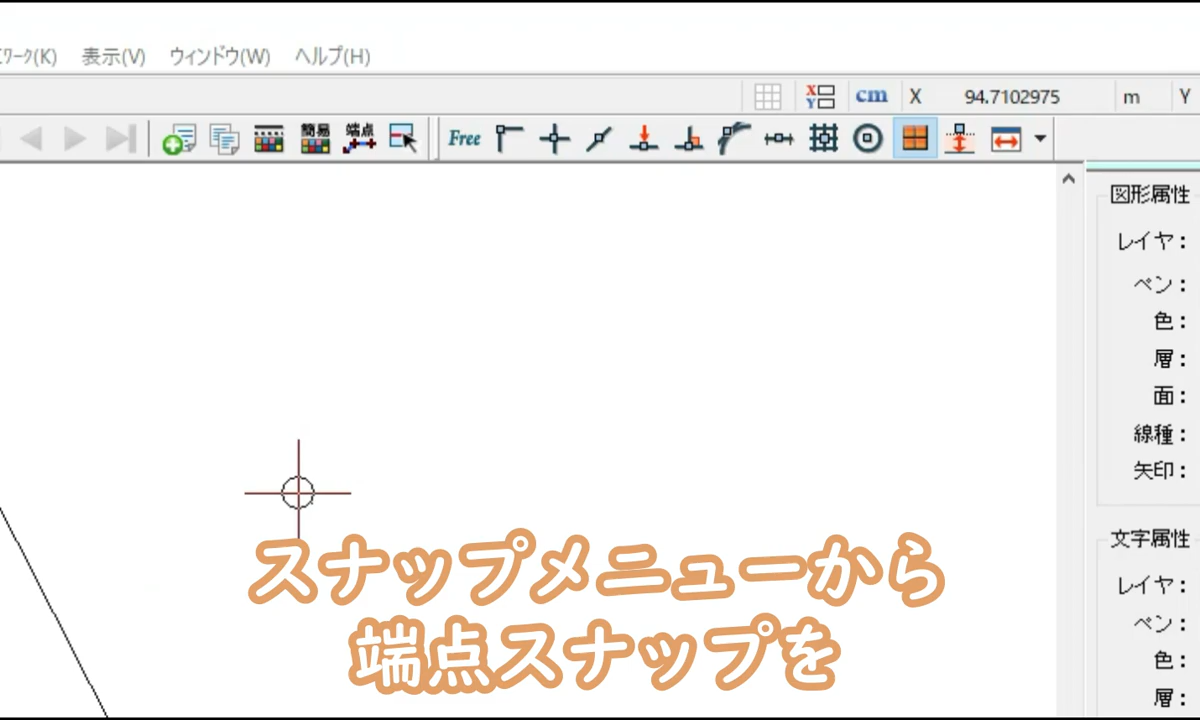 ワーク(K) 表示(V) ウィンドウ(W) ヘルプ(H)
X Y cm X 94.7102975 m Y
簡易 端点 Free
図形属性
レイヤ：
ペン：
色：
層：
面：
線種：
矢印：
文字属性
レイヤ：
ペン：
色：
層：
スナップメニューから
端点スナップを